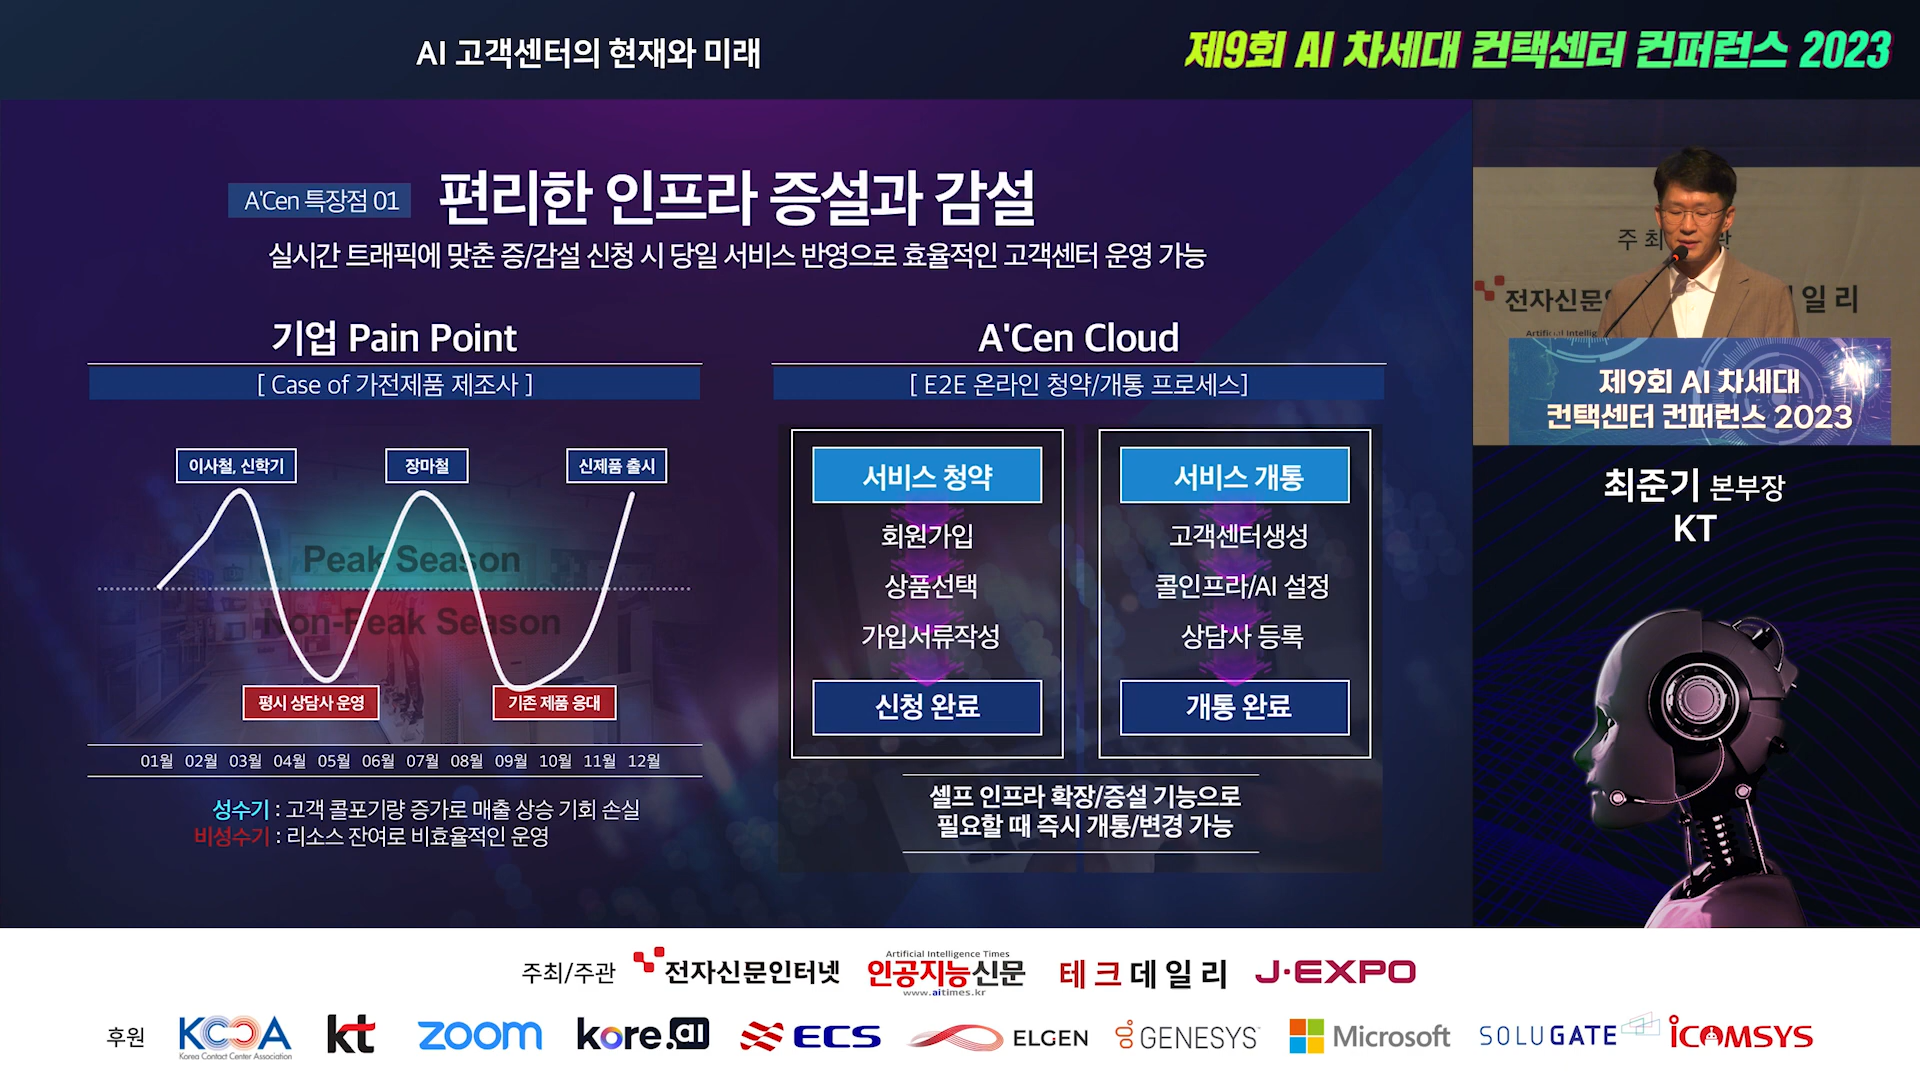 AI 고객센터의 현재와 미래
제9회 AI 차세대 컨택센터 컨퍼런스 2023
A'Cen 특장점 01
편리한 인프라 증설과 감설
실시간 트래픽에 맞춘 증/감설 신청 시 당일 서비스 반영으로 효율적인 고객센터 운영 가능
기업 Pain Point
[ Case of 가전제품 제조사 ]
이사철, 신학기
장마철
신제품 출시
Peak Season
Non-Peak Season
평시 상담사 운영
기존 제품 응대
01월 02월 03월 04월 05월 06월 07월 08월 09월 10월 11월 12월
성수기 : 고객 콜포기량 증가로 매출 상승 기회 손실
비성수기 : 리소스 잔여로 비효율적인 운영
A'Cen Cloud
[ E2E 온라인 청약/개통 프로세스]
서비스 청약
회원가입
상품선택
가입서류작성
신청 완료
서비스 개통
고객센터생성
콜인프라/AI 설정
상담사 등록
개통 완료
셀프 인프라 확장/증설 기능으로
필요할 때 즉시 개통/변경 가능
주 최
관
전자신문
일 리
Artificial Intellig
제9회 AI 차세대
컨택센터 컨퍼런스 2023
최준기 본부장
KT
주최/주관
전자신문인터넷
Artificial Intelligence Times
인공지능신문
www.aitimes.kr
테크데일리
J·EXPO
후원
KCCA
Korea Contact Center Association
kt
zoom
kore.ai
ECS
ELGEN
GENESYS
Microsoft
SOLUGATE
iCOMSYS